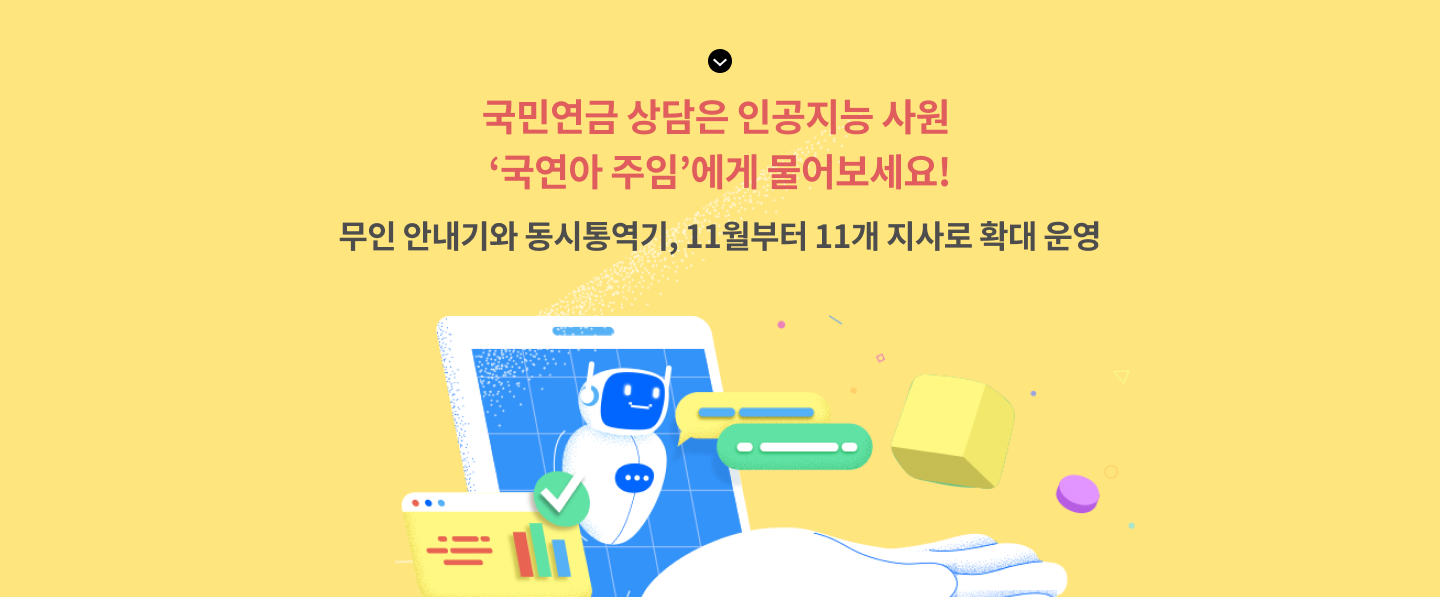 국민연금 상담은 인공지능 사원
‘국연아 주임’에게 물어보세요!
무인 안내기와 동시통역기, 11월부터 11개 지사로 확대 운영